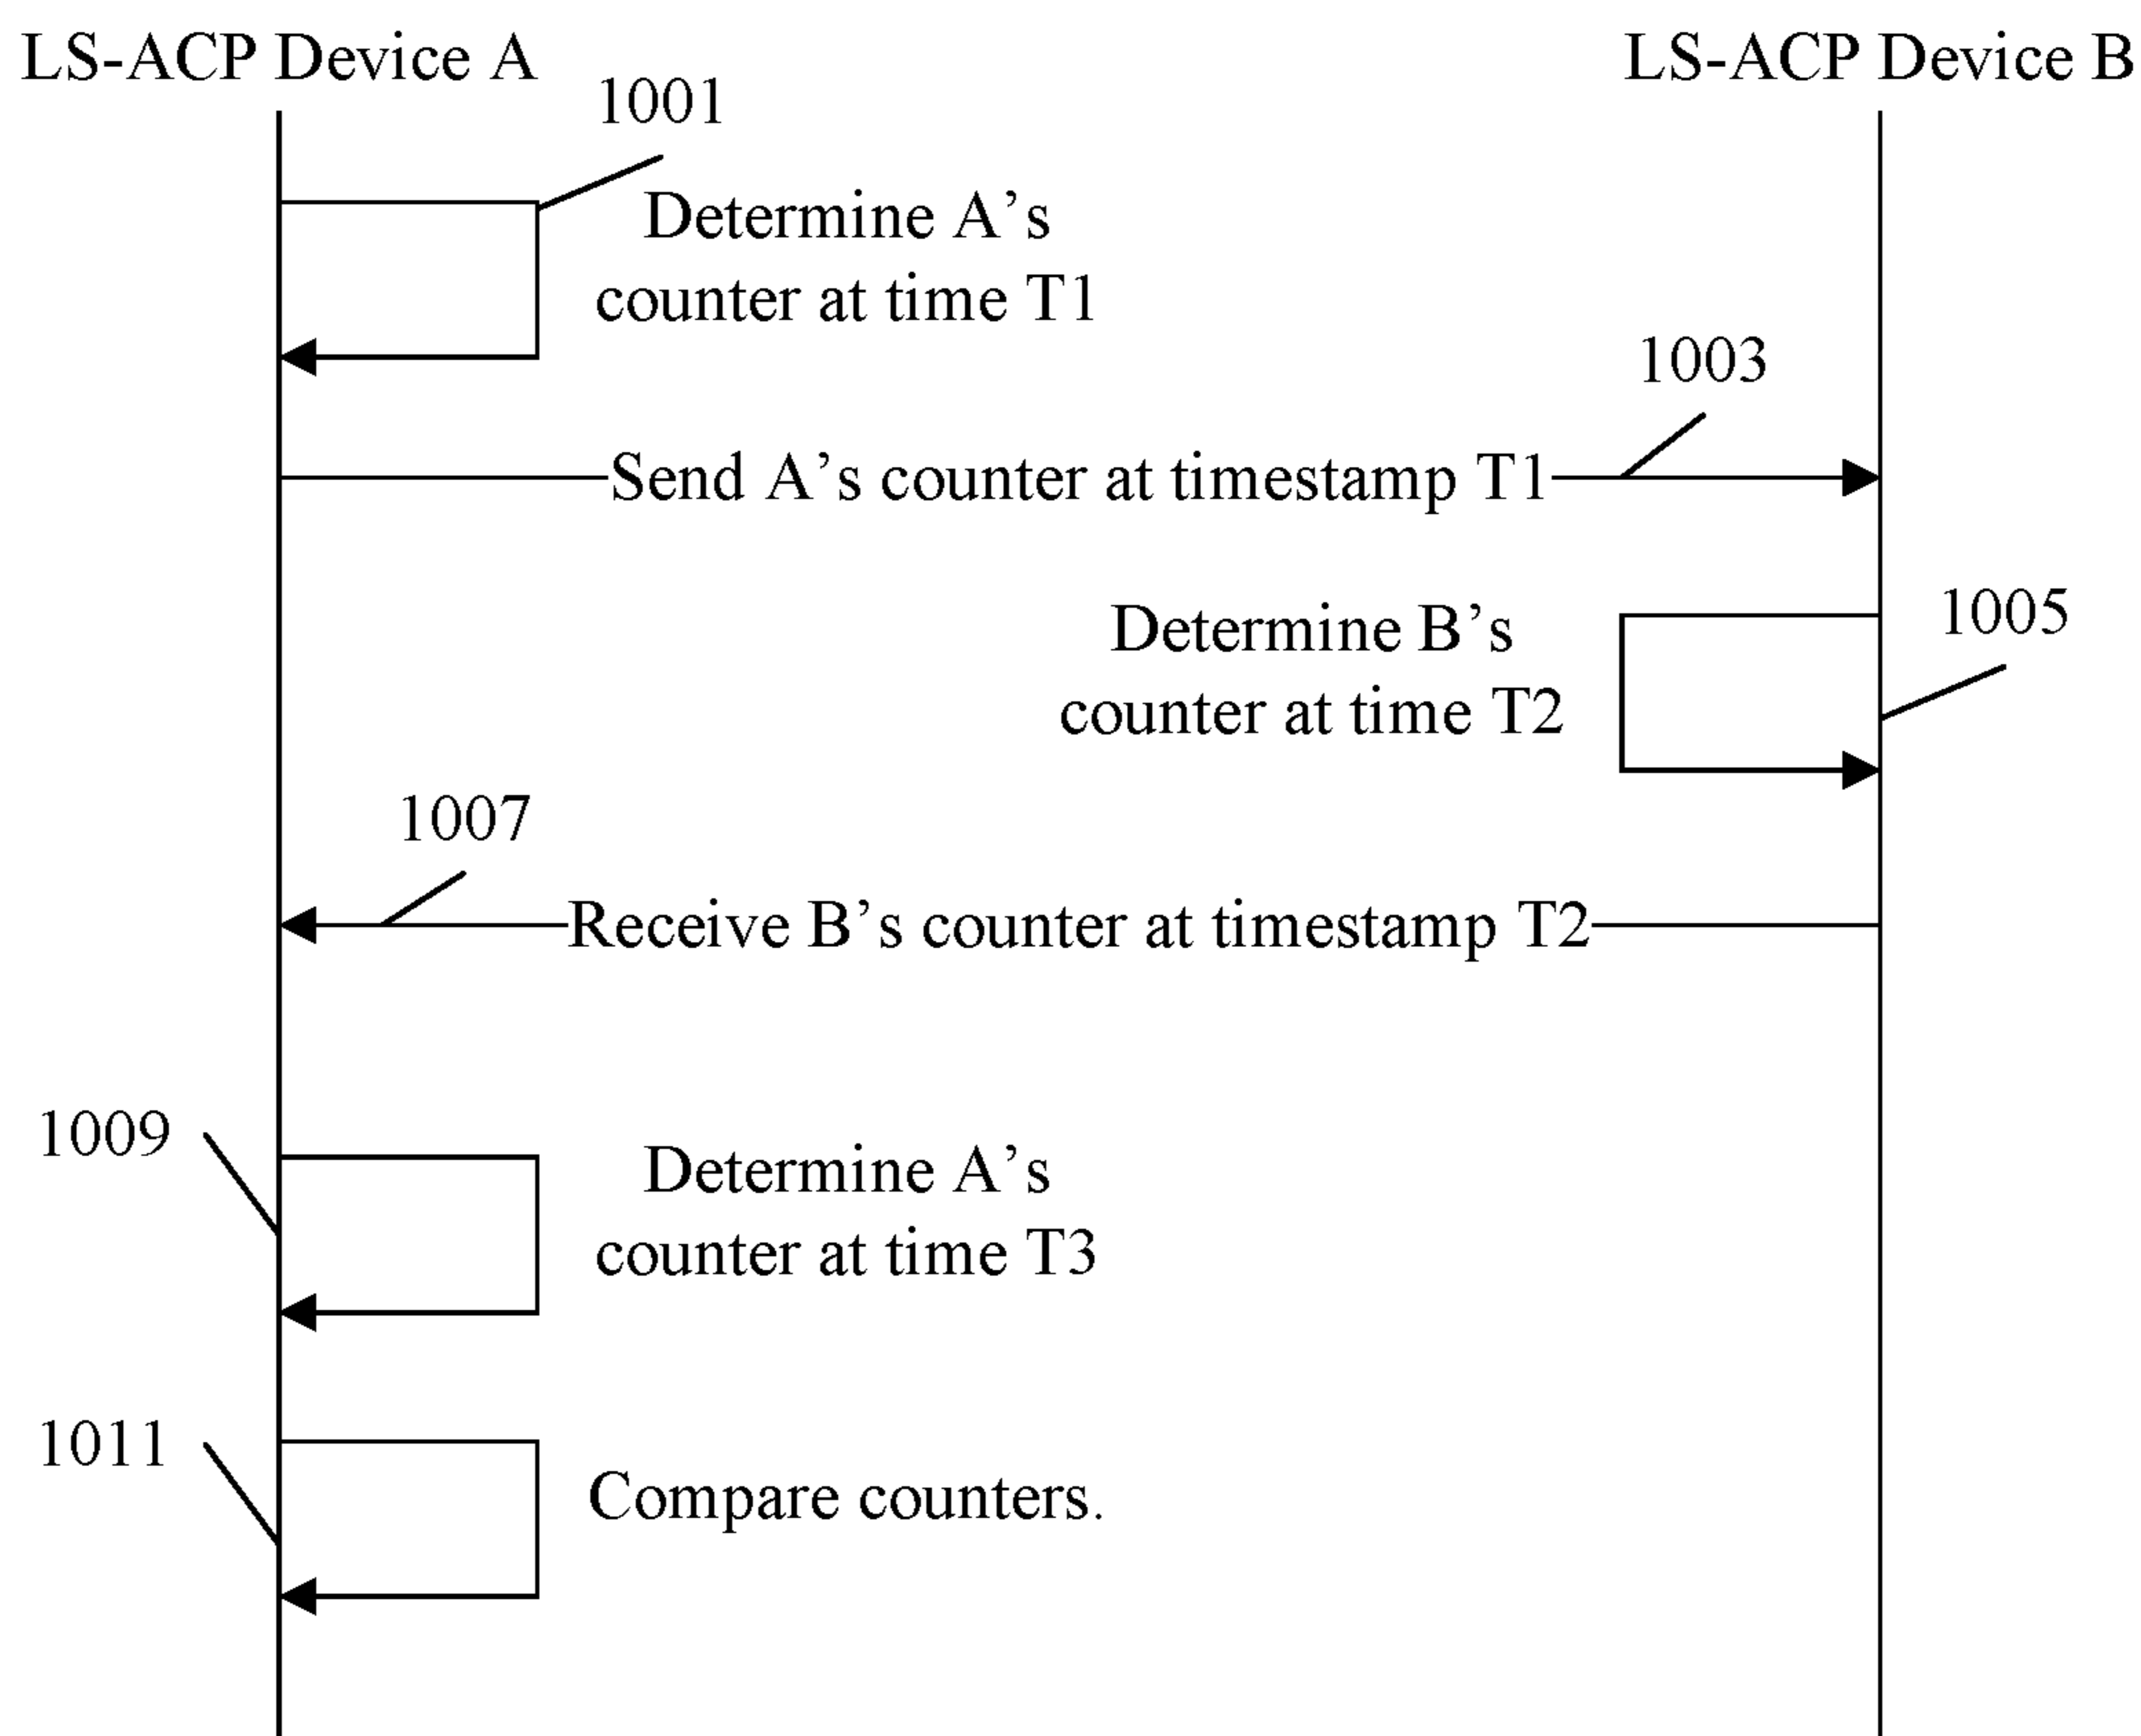 LS-ACP Device A
LS-ACP Device B
1001
Determine A’s
counter at time T1
1003
Send A’s counter at timestamp T1
1005
Determine B’s
counter at time T2
1007
Receive B’s counter at timestamp T2
1009
Determine A’s
counter at time T3
1011
Compare counters.